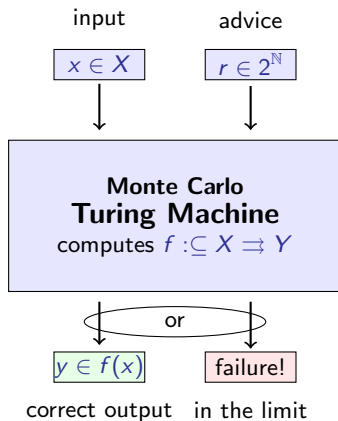 input advice
x ∈ X r ∈ 2^ℕ
Monte Carlo
Turing Machine
computes f :⊆ X ⇉ Y
or
y ∈ f(x) failure!
correct output in the limit